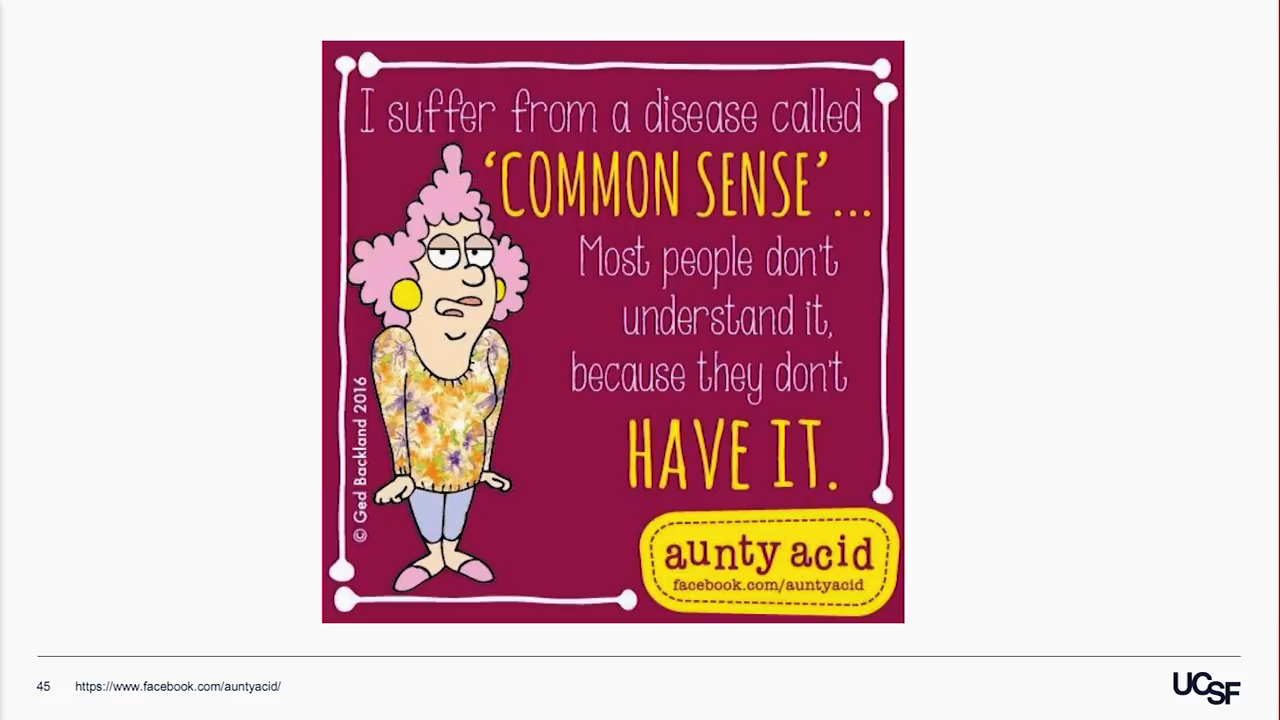 I suffer from a disease called
‘COMMON SENSE’...
Most people don't
understand it,
because they don't
HAVE IT.
© Ged Backland 2016
aunty acid
facebook.com/auntyacid
45 https://www.facebook.com/auntyacid/
UCSF